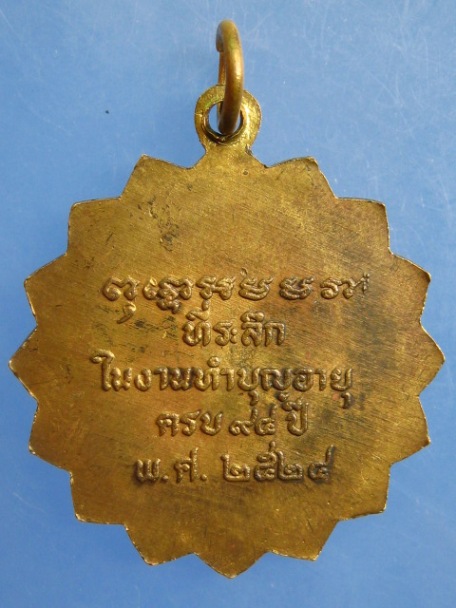 ที่ระลึก
ในงานทำบุญอายุ
ครบ ๙๔ ปี
พ.ศ. ๒๕๒๔